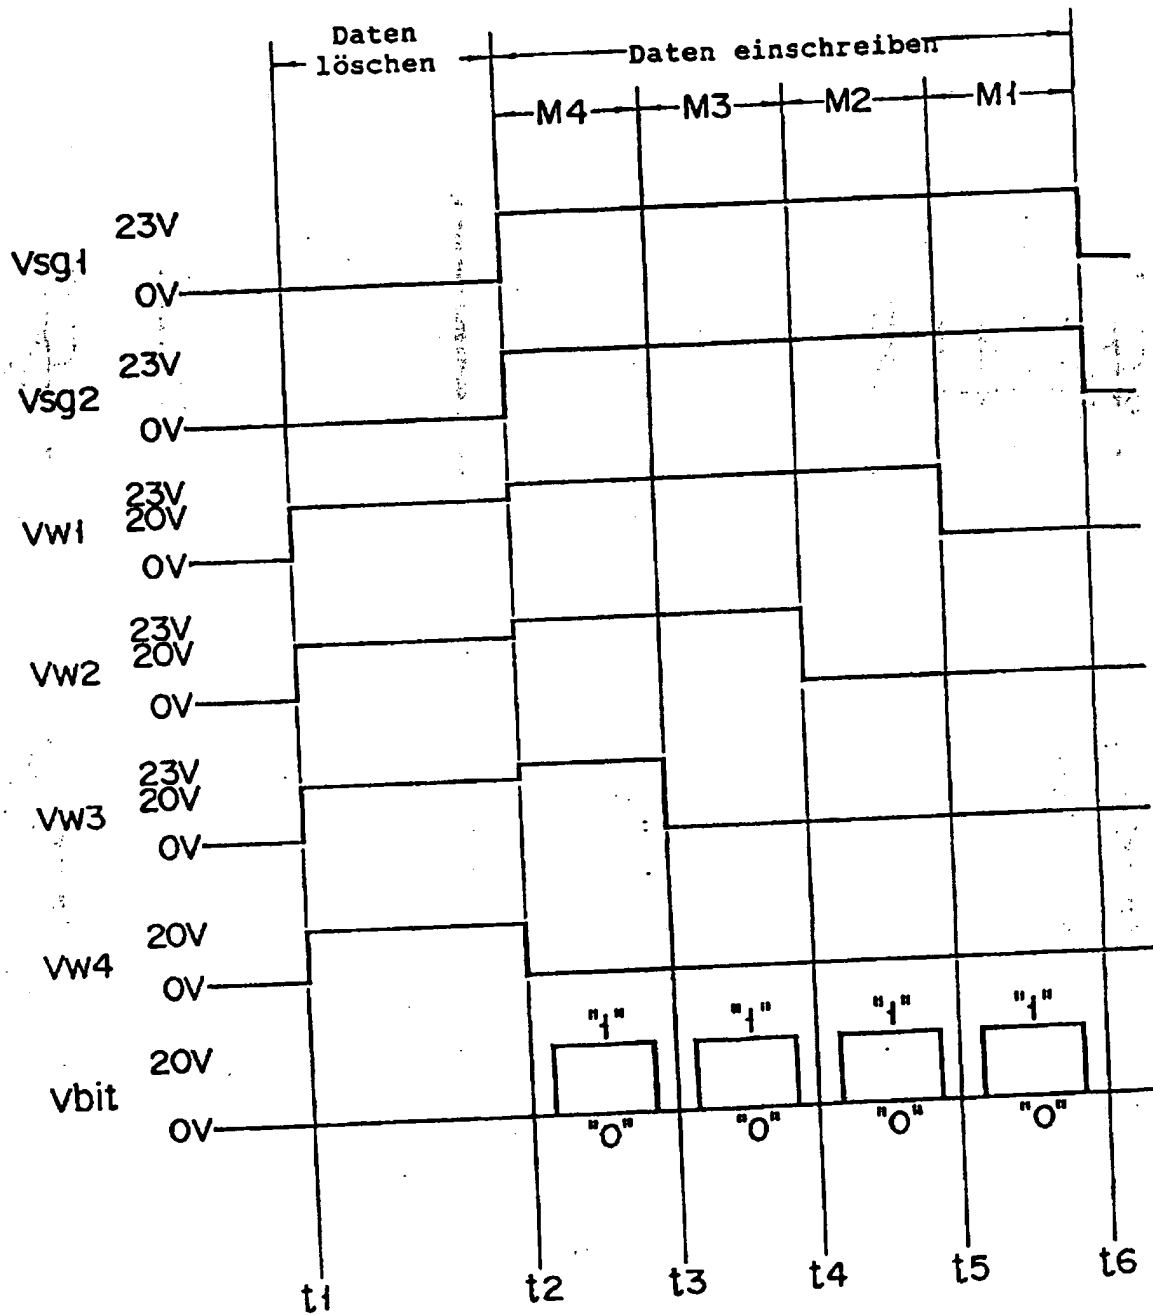 Daten
löschen
Daten einschreiben
M4 M3 M2 M1
23V
Vsg1
0V
23V
Vsg2
0V
23V
20V
Vw1
0V
23V
20V
Vw2
0V
23V
20V
Vw3
0V
20V
Vw4
0V
"1" "1" "1" "1"
20V
Vbit
0V
"0" "0" "0" "0"
t1 t2 t3 t4 t5 t6